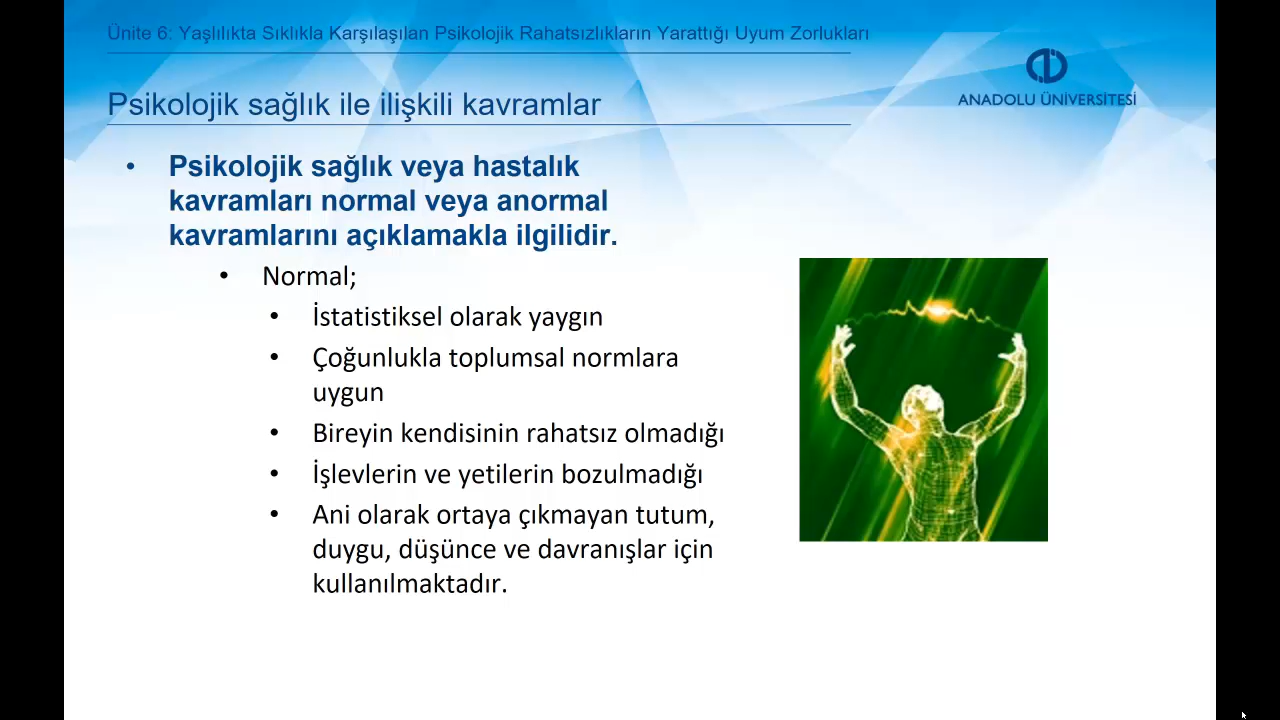 Ünite 6: Yaşlılıkta Sıklıkla Karşılaşılan Psikolojik Rahatsızlıkların Yarattığı Uyum Zorlukları
ANADOLU ÜNİVERSİTESİ
Psikolojik sağlık ile ilişkili kavramlar
• Psikolojik sağlık veya hastalık
kavramları normal veya anormal
kavramlarını açıklamakla ilgilidir.
• Normal;
• İstatistiksel olarak yaygın
• Çoğunlukla toplumsal normlara
uygun
• Bireyin kendisinin rahatsız olmadığı
• İşlevlerin ve yetilerin bozulmadığı
• Ani olarak ortaya çıkmayan tutum,
duygu, düşünce ve davranışlar için
kullanılmaktadır.